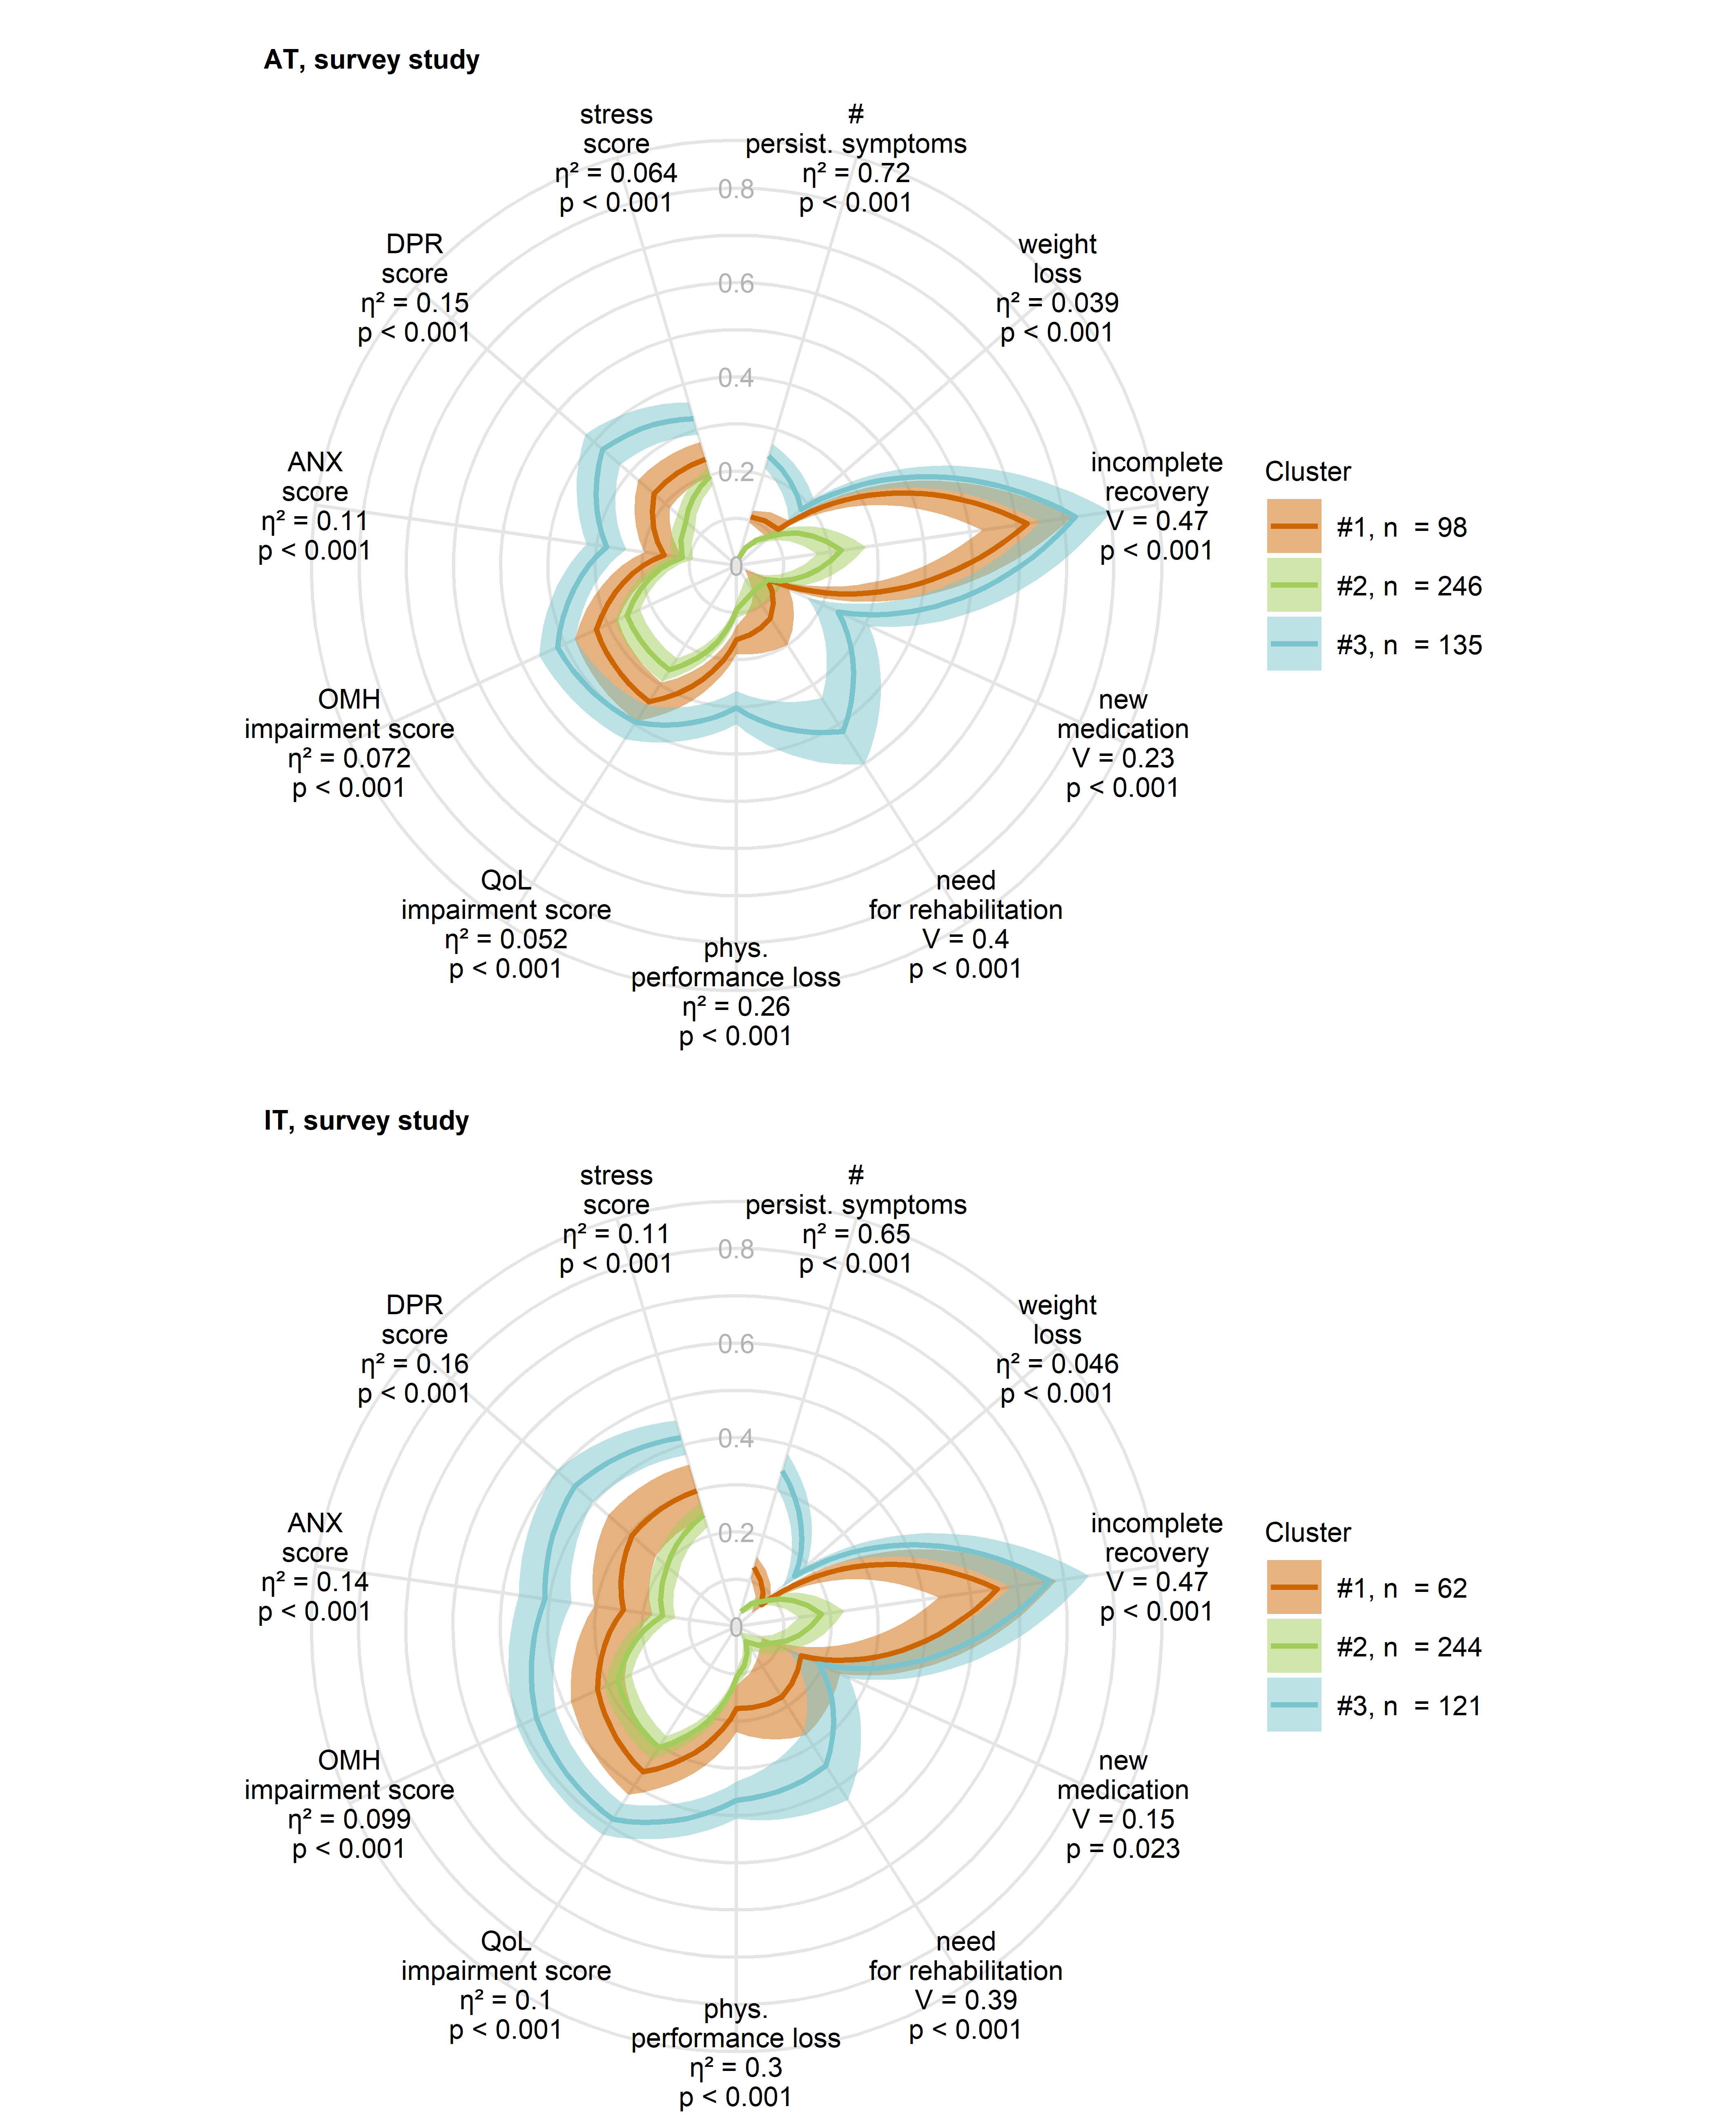 AT, survey study
stress
score
η² = 0.064
p < 0.001
#
persist. symptoms
η² = 0.72
p < 0.001
DPR
score
η² = 0.15
p < 0.001
weight
loss
η² = 0.039
p < 0.001
0.8
0.6
0.4
0.2
0
ANX
score
η² = 0.11
p < 0.001
incomplete
recovery
V = 0.47
p < 0.001
Cluster
#1, n = 98
#2, n = 246
#3, n = 135
OMH
impairment score
η² = 0.072
p < 0.001
new
medication
V = 0.23
p < 0.001
QoL
impairment score
η² = 0.052
p < 0.001
phys.
performance loss
η² = 0.26
p < 0.001
need
for rehabilitation
V = 0.4
p < 0.001
IT, survey study
stress
score
η² = 0.11
p < 0.001
#
persist. symptoms
η² = 0.65
p < 0.001
DPR
score
η² = 0.16
p < 0.001
weight
loss
η² = 0.046
p < 0.001
0.8
0.6
0.4
0.2
0
ANX
score
η² = 0.14
p < 0.001
incomplete
recovery
V = 0.47
p < 0.001
Cluster
#1, n = 62
#2, n = 244
#3, n = 121
OMH
impairment score
η² = 0.099
p < 0.001
new
medication
V = 0.15
p = 0.023
QoL
impairment score
η² = 0.1
p < 0.001
phys.
performance loss
η² = 0.3
p < 0.001
need
for rehabilitation
V = 0.39
p < 0.001